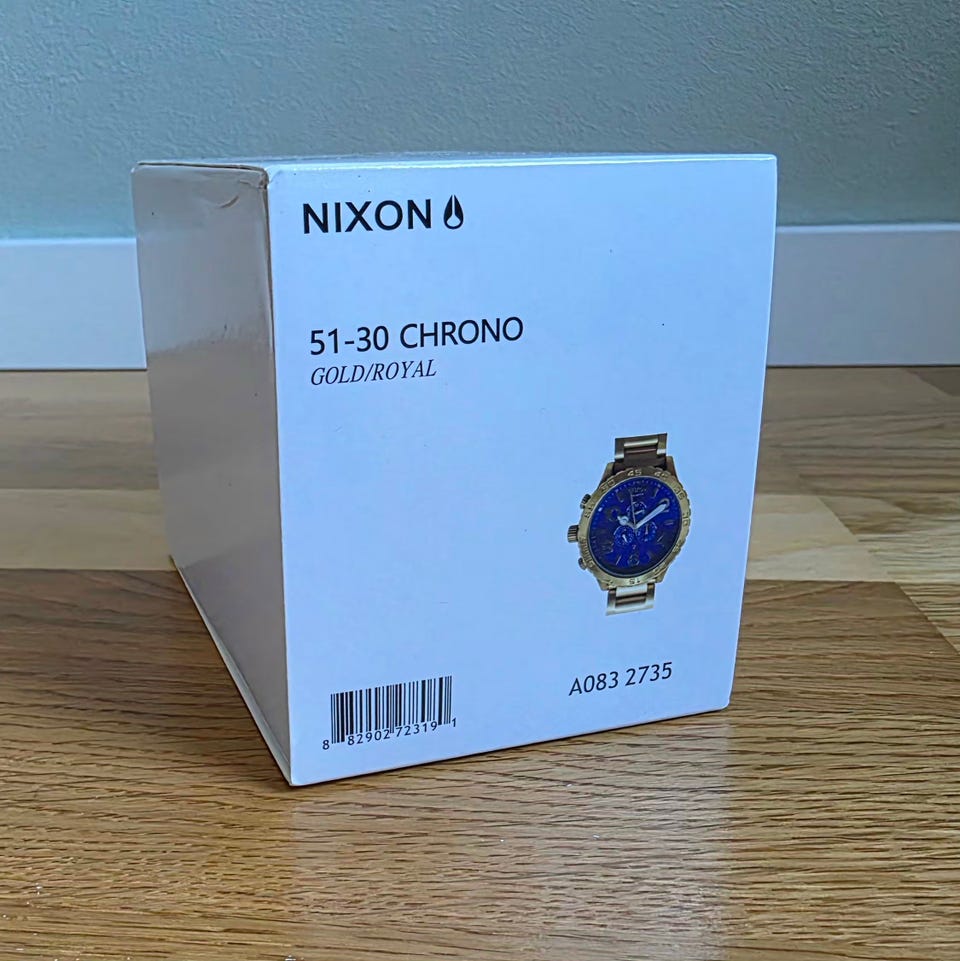 NIXON
51-30 CHRONO
GOLD/ROYAL
A083 2735
8 82902 72319 1